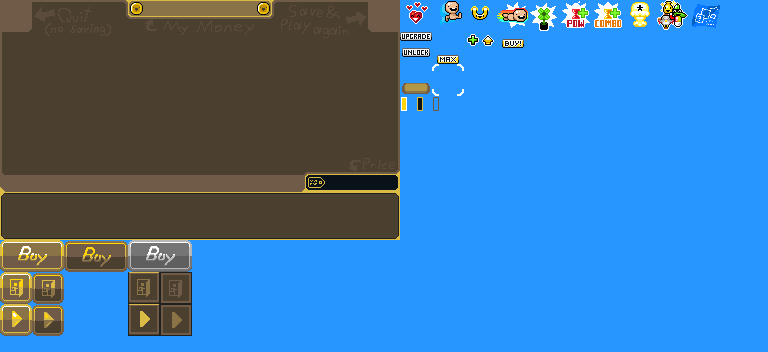 Quit
(no saving)
My Money
Save &
Play again
Price
UPGRADE
UNLOCK
POW
COMBO
BUY!
MAX
Buy
Buy
Buy